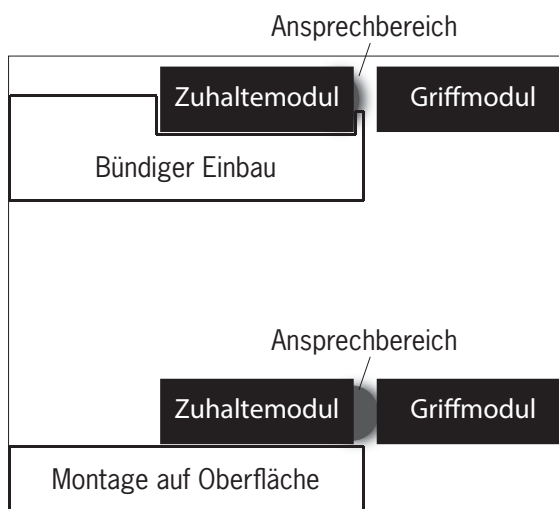 Ansprechbereich
Zuhaltemodul Griffmodul
Bündiger Einbau
Ansprechbereich
Zuhaltemodul Griffmodul
Montage auf Oberfläche